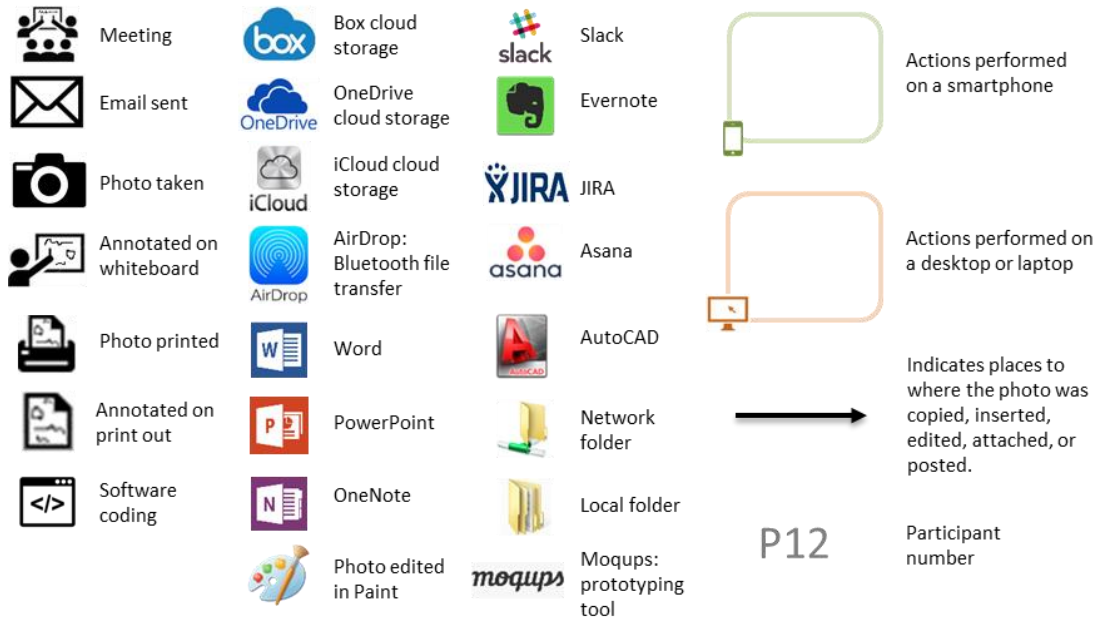 Meeting
Email sent
Photo taken
Annotated on
whiteboard
Photo printed
Annotated on
print out
</>
Software
coding
box
Box cloud
storage
OneDrive
OneDrive
cloud storage
iCloud
iCloud cloud
storage
AirDrop
AirDrop:
Bluetooth file
transfer
W
Word
P
PowerPoint
N
OneNote
Photo edited
in Paint
slack
Slack
Evernote
JIRA
JIRA
asana
Asana
A
AUTOCAD
AutoCAD
Network
folder
Local folder
moqups
Moqups:
prototyping
tool
Actions performed
on a smartphone
Actions performed on
a desktop or laptop
Indicates places to
where the photo was
copied, inserted,
edited, attached, or
posted.
P12
Participant
number